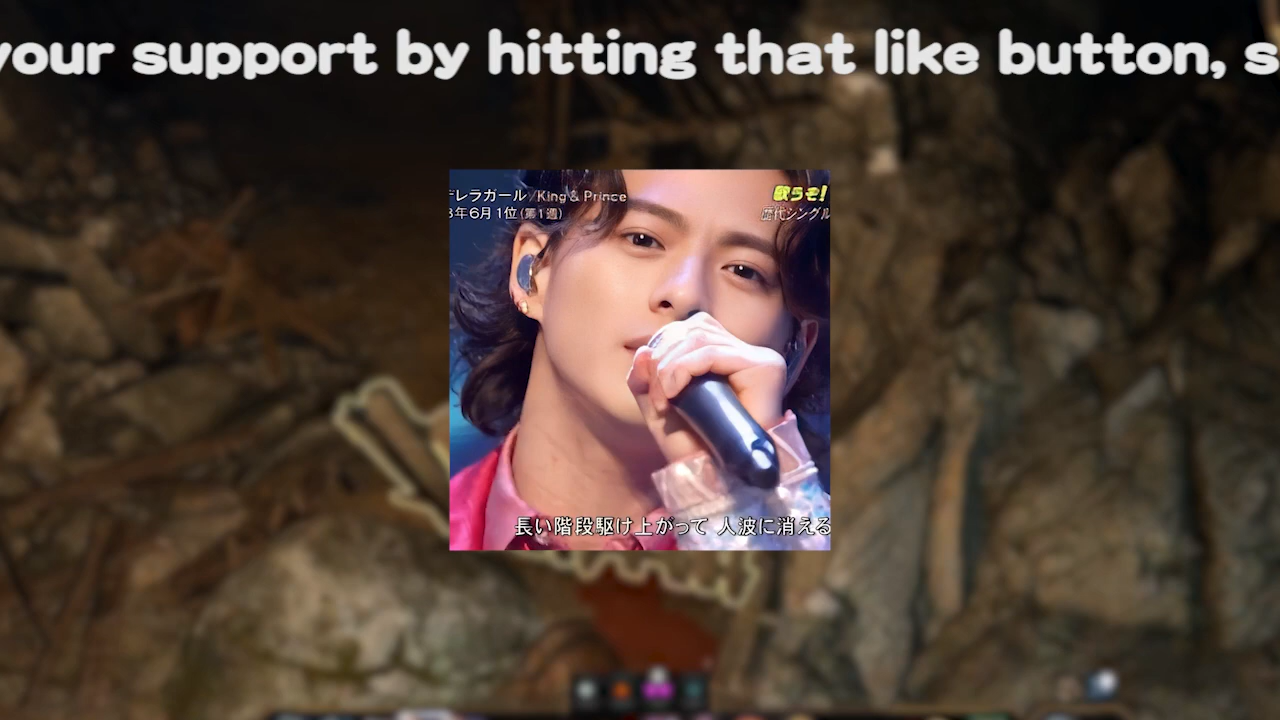 your support by hitting that like button, s
デレラガール/King & Prince
歌うぞ!
8年6月1位(第1週)
歴代シングル
長い階段駆け上がって 人波に消える